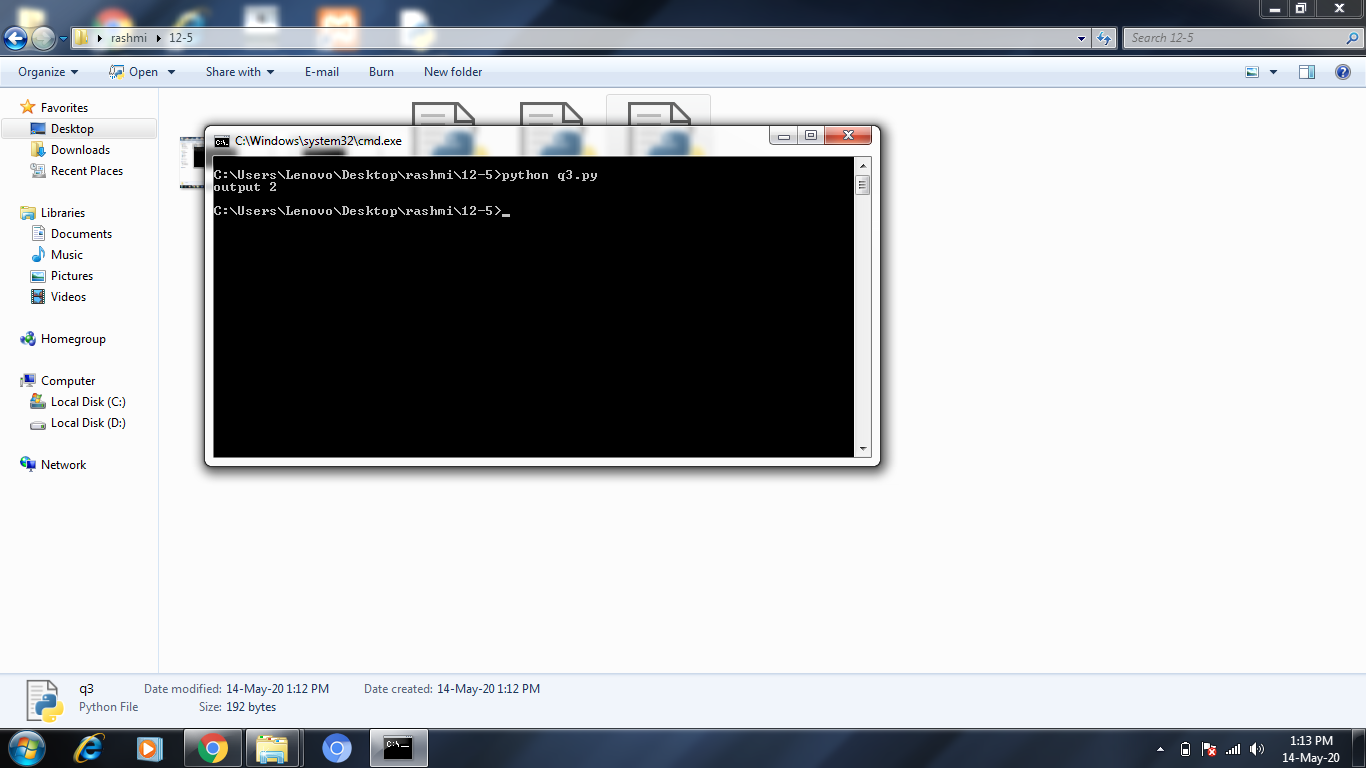 rashmi 12-5
Search 12-5
Organize Open Share with E-mail Burn New folder
Favorites
Desktop
Downloads
Recent Places
Libraries
Documents
Music
Pictures
Videos
Homegroup
Computer
Local Disk (C:)
Local Disk (D:)
Network
C:\Windows\system32\cmd.exe
C:\Users\Lenovo\Desktop\rashmi\12-5>python q3.py
output 2
C:\Users\Lenovo\Desktop\rashmi\12-5>_
q3 Date modified: 14-May-20 1:12 PM Date created: 14-May-20 1:12 PM
Python File Size: 192 bytes
1:13 PM
14-May-20